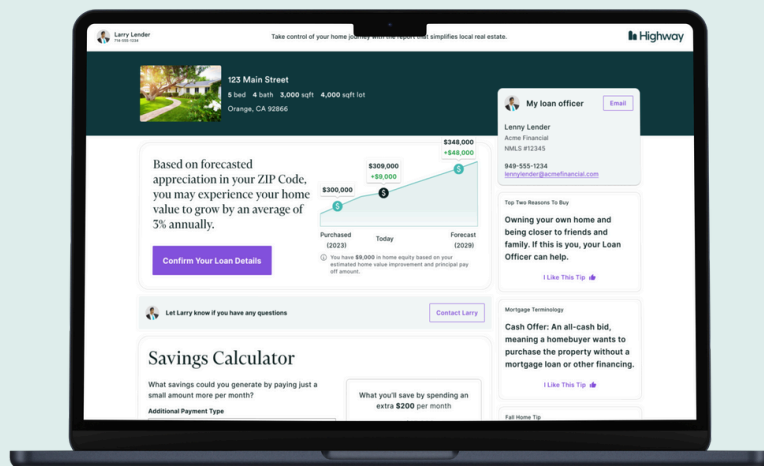 Larry Lender
714-555-1234
Take control of your home journey with the report that simplifies local real estate.
Highway
123 Main Street
5 bed 4 bath 3,000 sqft 4,000 sqft lot
Orange, CA 92866
My loan officer
Email
Lenny Lender
Acme Financial
NMLS #12345
949-555-1234
lennylender@acmefinancial.com
Based on forecasted
appreciation in your ZIP Code,
you may experience your home
value to grow by an average of
3% annually.
Confirm Your Loan Details
$348,000
+$48,000
$309,000
+$9,000
$300,000
Purchased
(2023)
Today
Forecast
(2029)
You have $9,000 in home equity based on your
estimated home value improvement and principal pay
off amount.
Top Two Reasons To Buy
Owning your own home and
being closer to friends and
family. If this is you, your Loan
Officer can help.
I Like This Tip
Let Larry know if you have any questions
Contact Larry
Mortgage Terminology
Cash Offer: An all-cash bid,
meaning a homebuyer wants to
purchase the property without a
mortgage loan or other financing.
I Like This Tip
Savings Calculator
What savings could you generate by paying just a
small amount more per month?
Additional Payment Type
What you'll save by spending an
extra $200 per month
Fall Home Tip